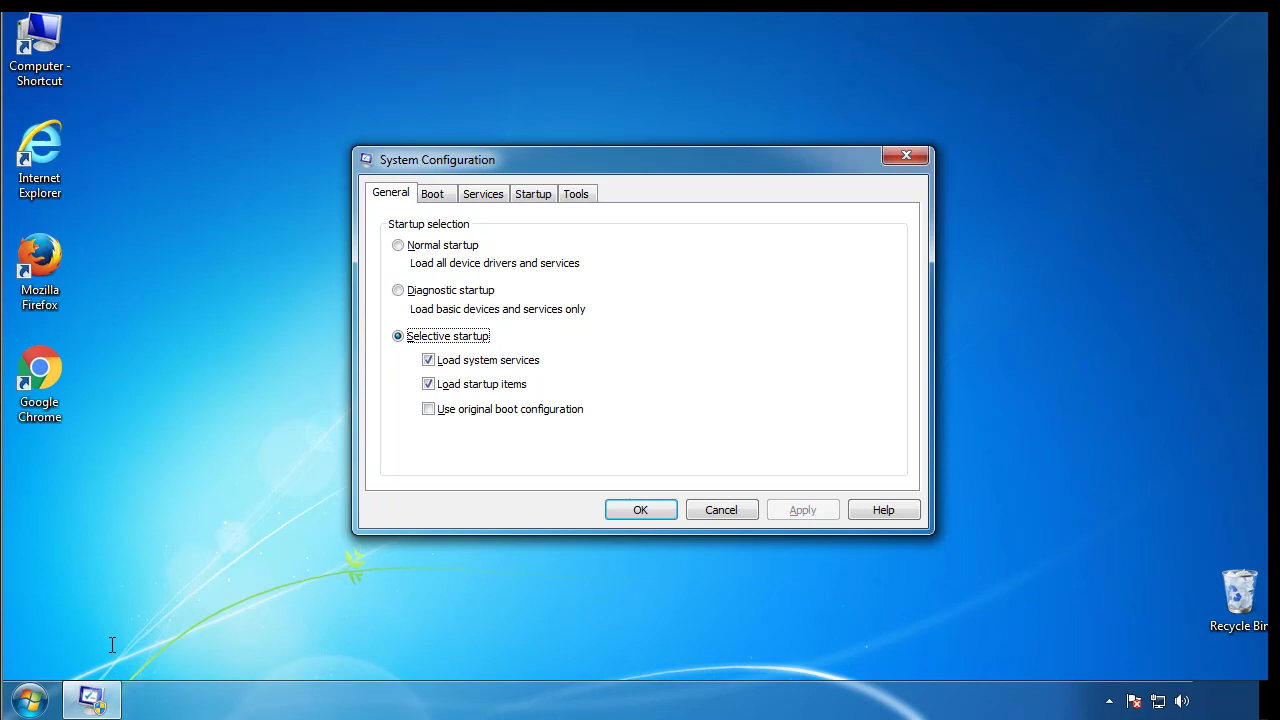 Computer -
Shortcut
Internet
Explorer
Mozilla
Firefox
Google
Chrome
System Configuration
General Boot Services Startup Tools
Startup selection
Normal startup
Load all device drivers and services
Diagnostic startup
Load basic devices and services only
Selective startup
Load system services
Load startup items
Use original boot configuration
OK Cancel Apply Help
Recycle Bin